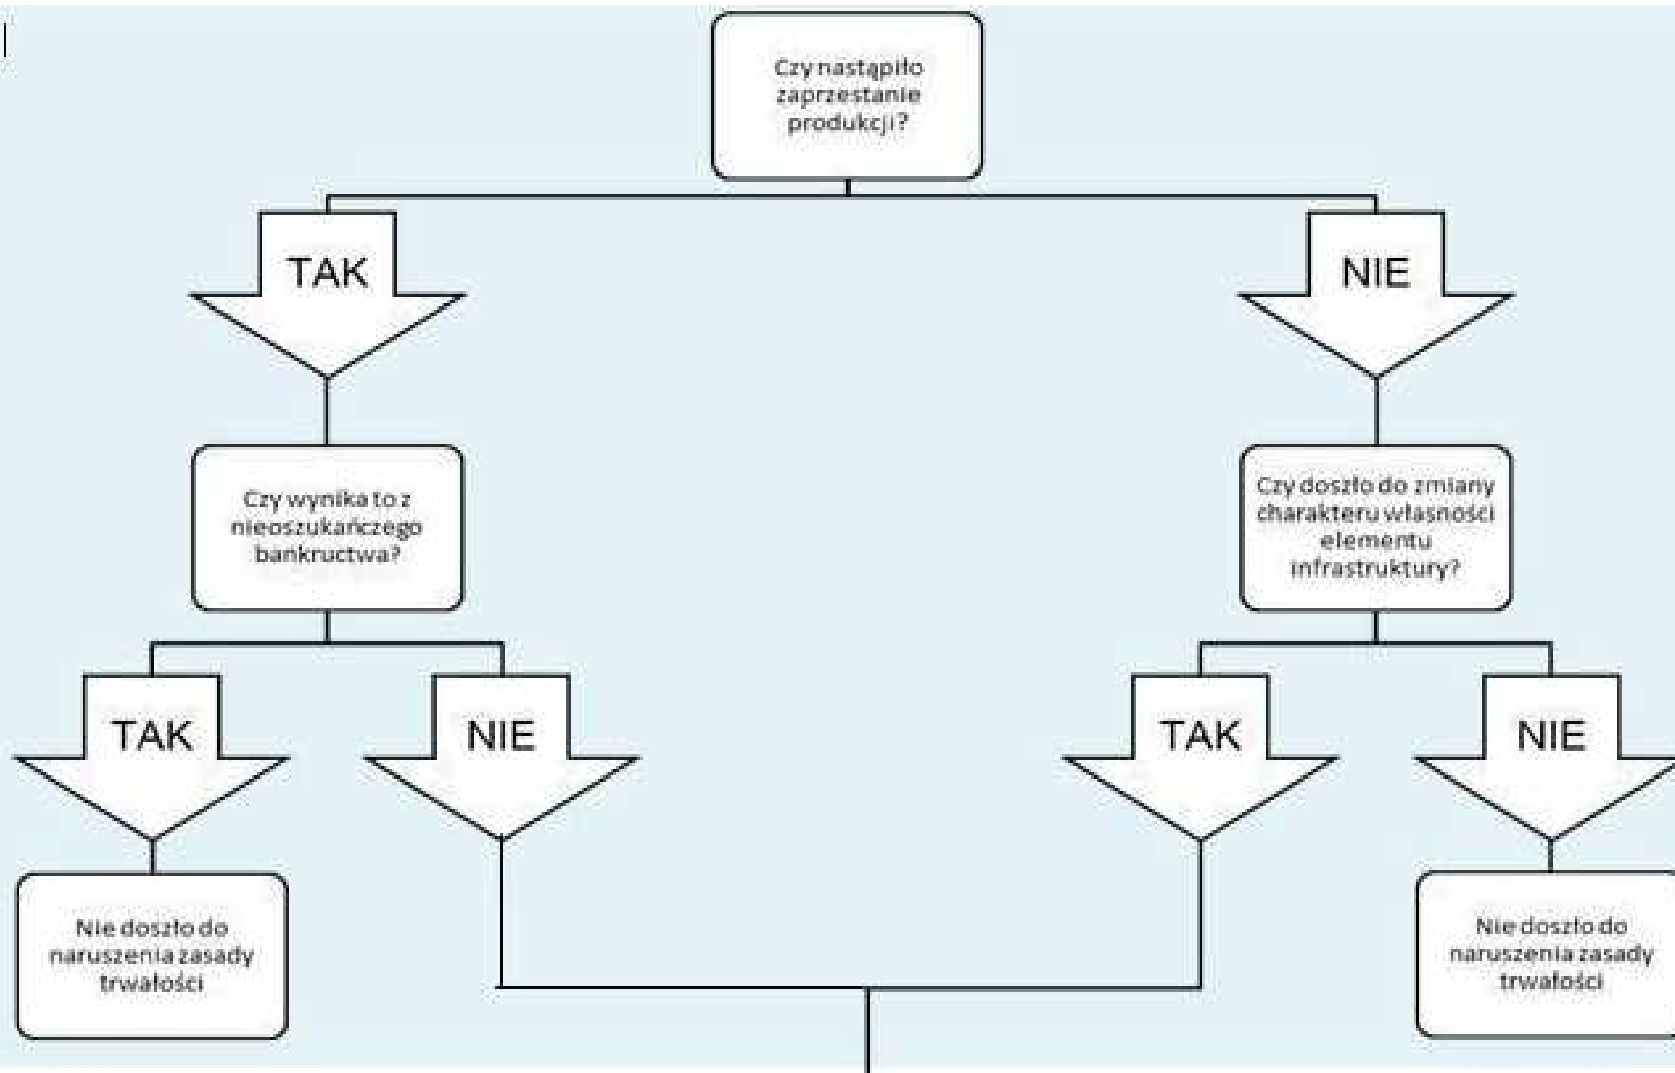 Czy nastąpiło
zaprzestanie
produkcji?
TAK
NIE
Czy wynika to z
nieoszukańczego
bankructwa?
Czy doszło do zmiany
charakteru własności
elementu
infrastruktury?
TAK
NIE
TAK
NIE
Nie doszło do
naruszenia zasady
trwałości
Nie doszło do
naruszenia zasady
trwałości